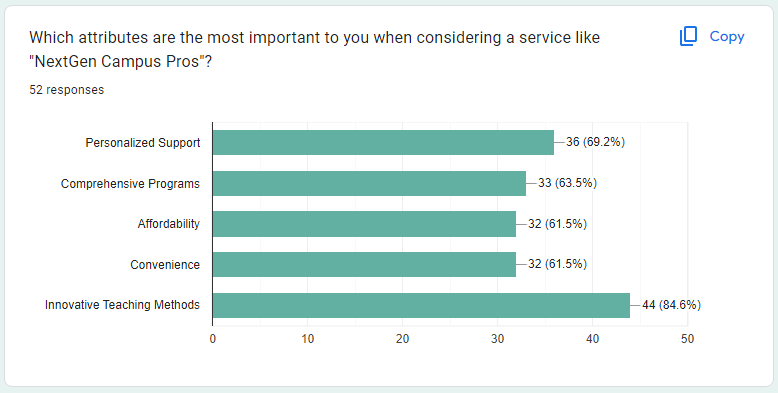 Which attributes are the most important to you when considering a service like
"NextGen Campus Pros"?
Copy
52 responses
Personalized Support 36 (69.2%)
Comprehensive Programs 33 (63.5%)
Affordability 32 (61.5%)
Convenience 32 (61.5%)
Innovative Teaching Methods 44 (84.6%)
0 10 20 30 40 50